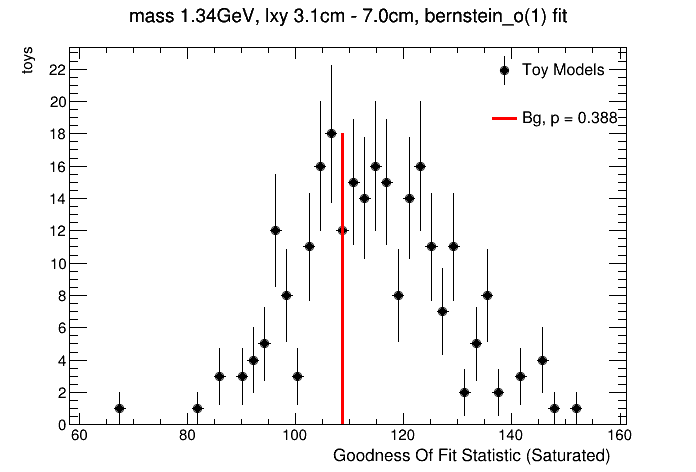 mass 1.34GeV, lxy 3.1cm - 7.0cm, bernstein_o(1) fit
toys
Toy Models
Bg, p = 0.388
22
20
18
16
14
12
10
8
6
4
2
0
60 80 100 120 140 160
Goodness Of Fit Statistic (Saturated)